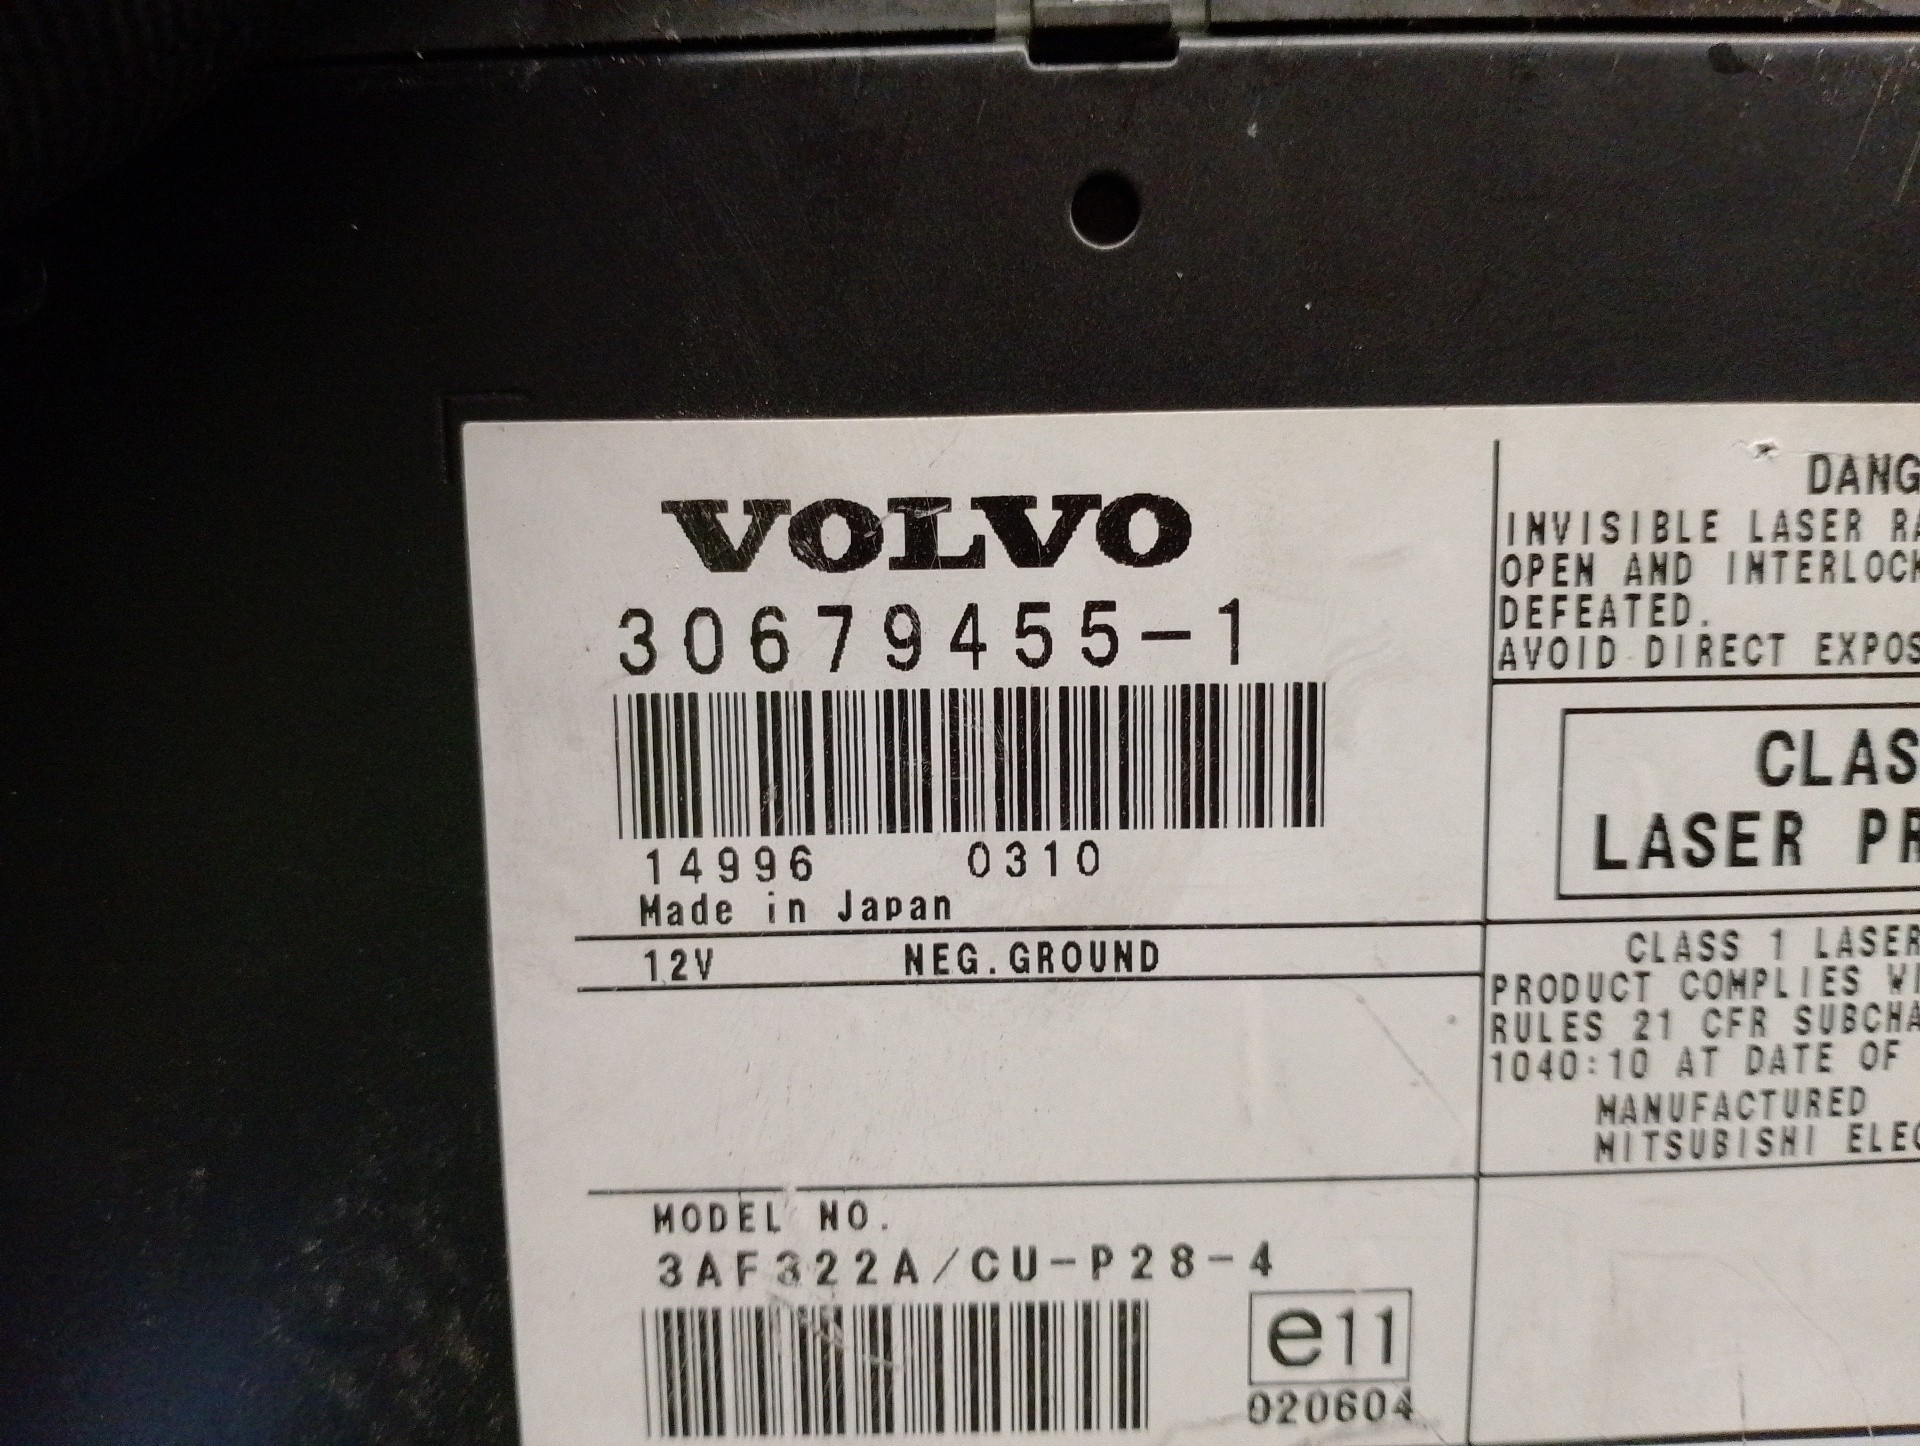 VOLVO
30679455-1
14996 0310
Made in Japan
12V NEG.GROUND
MODEL NO.
3AF322A/CU-P28-4
e11
020604
DANG
INVISIBLE LASER RA
OPEN AND INTERLOCK
DEFEATED.
AVOID DIRECT EXPOS
CLAS
LASER PR
CLASS 1 LASER
PRODUCT COMPLIES WI
RULES 21 CFR SUBCHA
1040:10 AT DATE OF
MANUFACTURED
MITSUBISHI ELEC